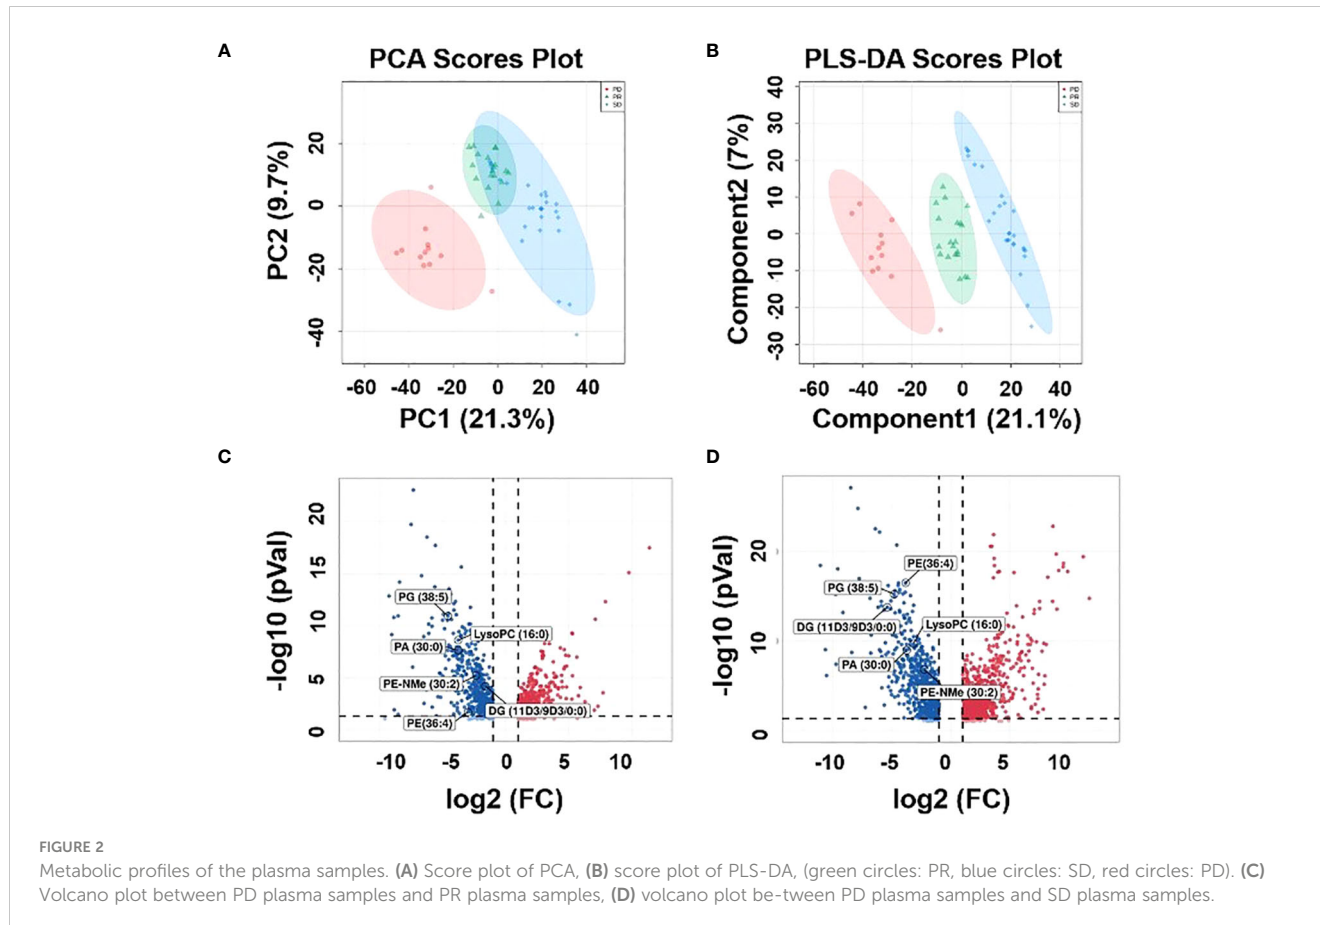 A
PCA Scores Plot
PD
PR
SD
PC2 (9.7%)
20
0
-20
-40
-60 -40 -20 0 20 40
PC1 (21.3%)
B
PLS-DA Scores Plot
PD
PR
SD
Component2 (7%)
40
30
20
10
0
-10
-20
-30
-60 -40 -20 0 20 40
Component1 (21.1%)
C
-log10 (pVal)
20
15
10
5
0
PG (38:5)
LysoPC (16:0)
PA (30:0)
PE-NMe (30:2)
DG (11D3/9D3/0:0)
PE(36:4)
-10 -5 0 5 10
log2 (FC)
D
-log10 (pVal)
20
10
0
PE(36:4)
PG (38:5)
DG (11D3/9D3/0:0)
LysoPC (16:0)
PA (30:0)
PE-NMe (30:2)
-10 -5 0 5 10
log2 (FC)
FIGURE 2
Metabolic profiles of the plasma samples. (A) Score plot of PCA, (B) score plot of PLS-DA, (green circles: PR, blue circles: SD, red circles: PD). (C)
Volcano plot between PD plasma samples and PR plasma samples, (D) volcano plot be-tween PD plasma samples and SD plasma samples.